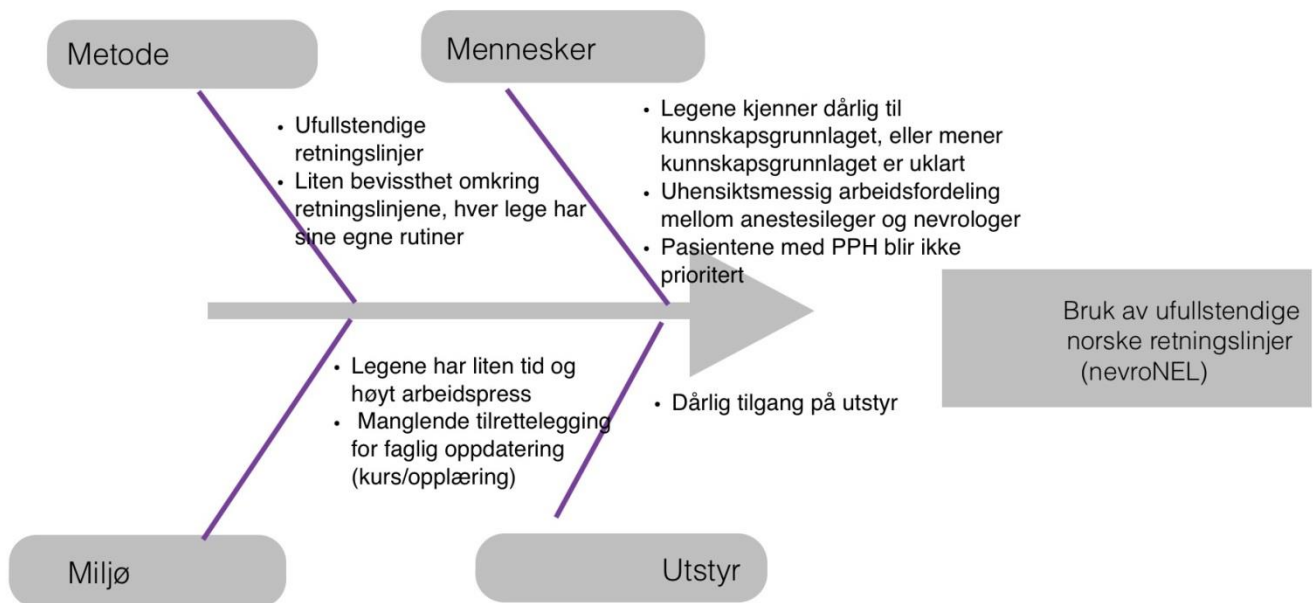 Metode
Mennesker
• Ufullstendige
retningslinjer
• Liten bevissthet omkring
retningslinjene, hver lege har
sine egne rutiner
• Legene kjenner dårlig til
kunnskapsgrunnlaget, eller mener
kunnskapsgrunnlaget er uklart
• Uhensiktsmessig arbeidsfordeling
mellom anestesileger og nevrologer
• Pasientene med PPH blir ikke
prioritert
Bruk av ufullstendige
norske retningslinjer
(nevroNEL)
• Legene har liten tid og
høyt arbeidspress
• Manglende tilrettelegging
for faglig oppdatering
(kurs/opplæring)
• Dårlig tilgang på utstyr
Miljø
Utstyr